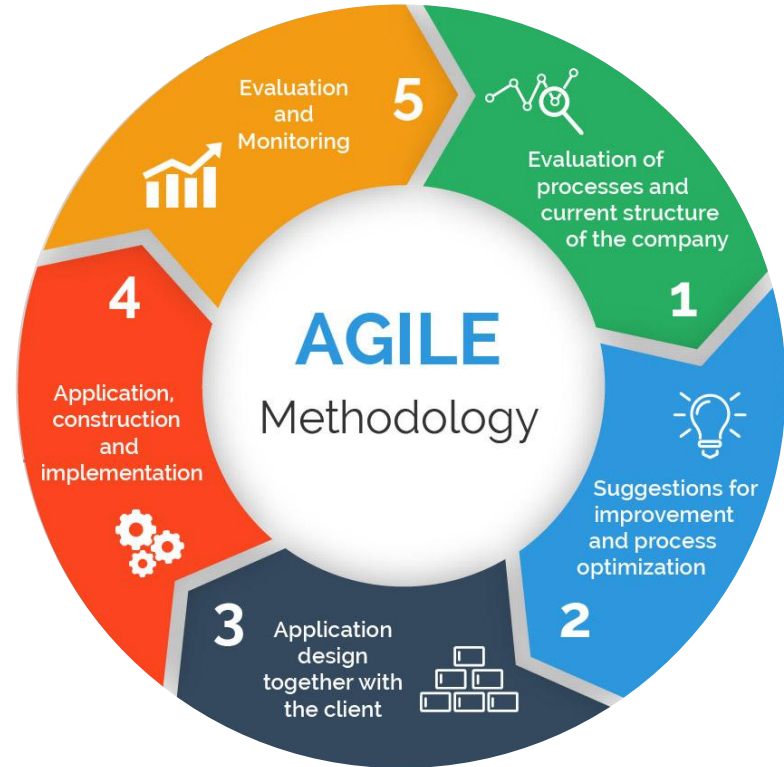 AGILE
Methodology
Evaluation of
processes and
current structure
of the company
1
Suggestions for
improvement
and process
optimization
2
3
Application
design
together with
the client
4
Application,
construction
and
implementation
5
Evaluation
and
Monitoring